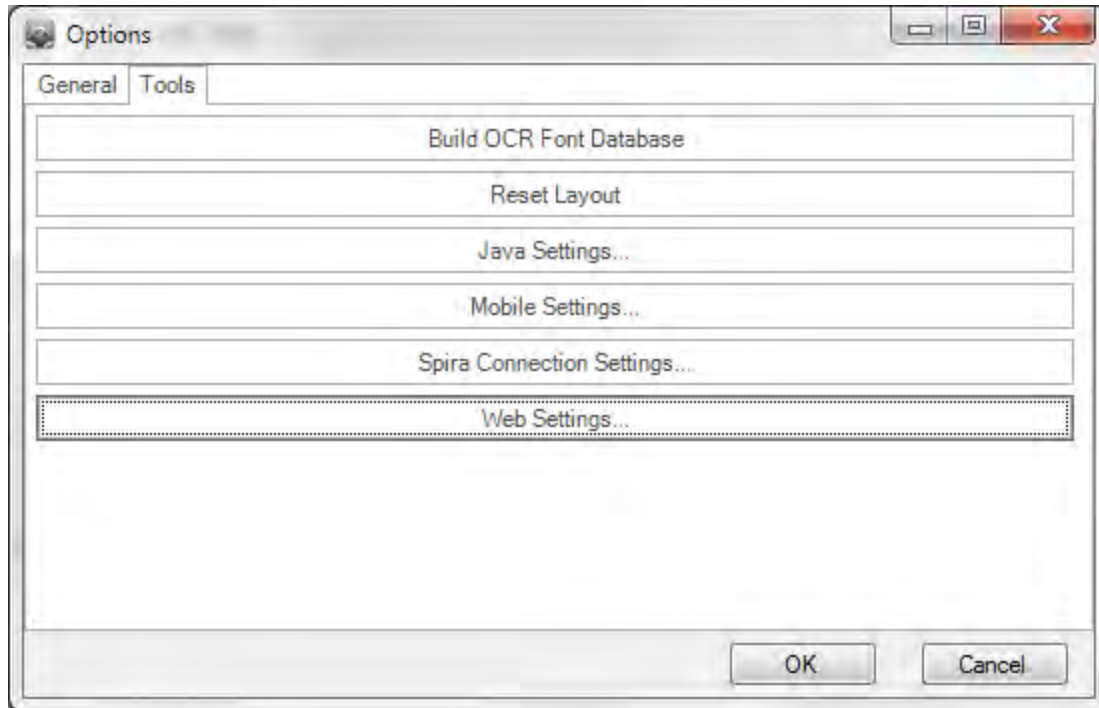 Options
General Tools
Build OCR Font Database
Reset Layout
Java Settings...
Mobile Settings...
Spira Connection Settings...
Web Settings...
OK Cancel